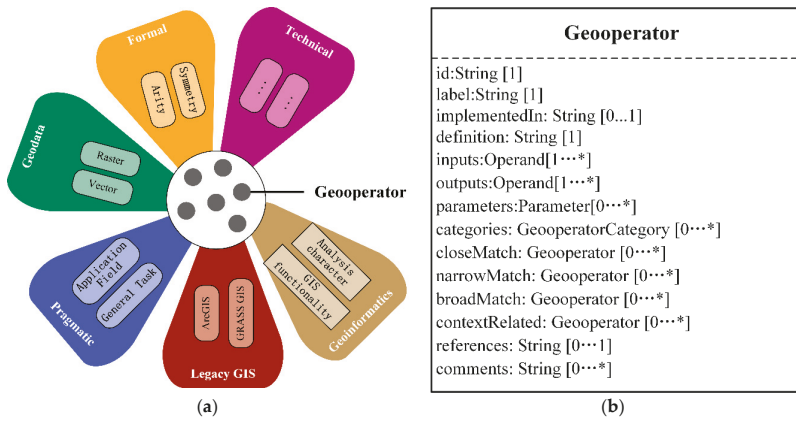 Formal
Arity
Symmetry
Technical
...
...
Geodata
Raster
Vector
Geooperator
Pragmatic
Application
Field
General Task
Legacy GIS
ArcGIS
GRASS GIS
Geoinformatics
Analysis
character
GIS
functionality
(a)
Geooperator
id:String [1]
label:String [1]
implementedIn: String [0...1]
definition: String [1]
inputs:Operand[1···*]
outputs:Operand[1···*]
parameters:Parameter[0···*]
categories: GeooperatorCategory [0···*]
closeMatch: Geooperator [0···*]
narrowMatch: Geooperator [0···*]
broadMatch: Geooperator [0···*]
contextRelated: Geooperator [0···*]
references: String [0···1]
comments: String [0···*]
(b)